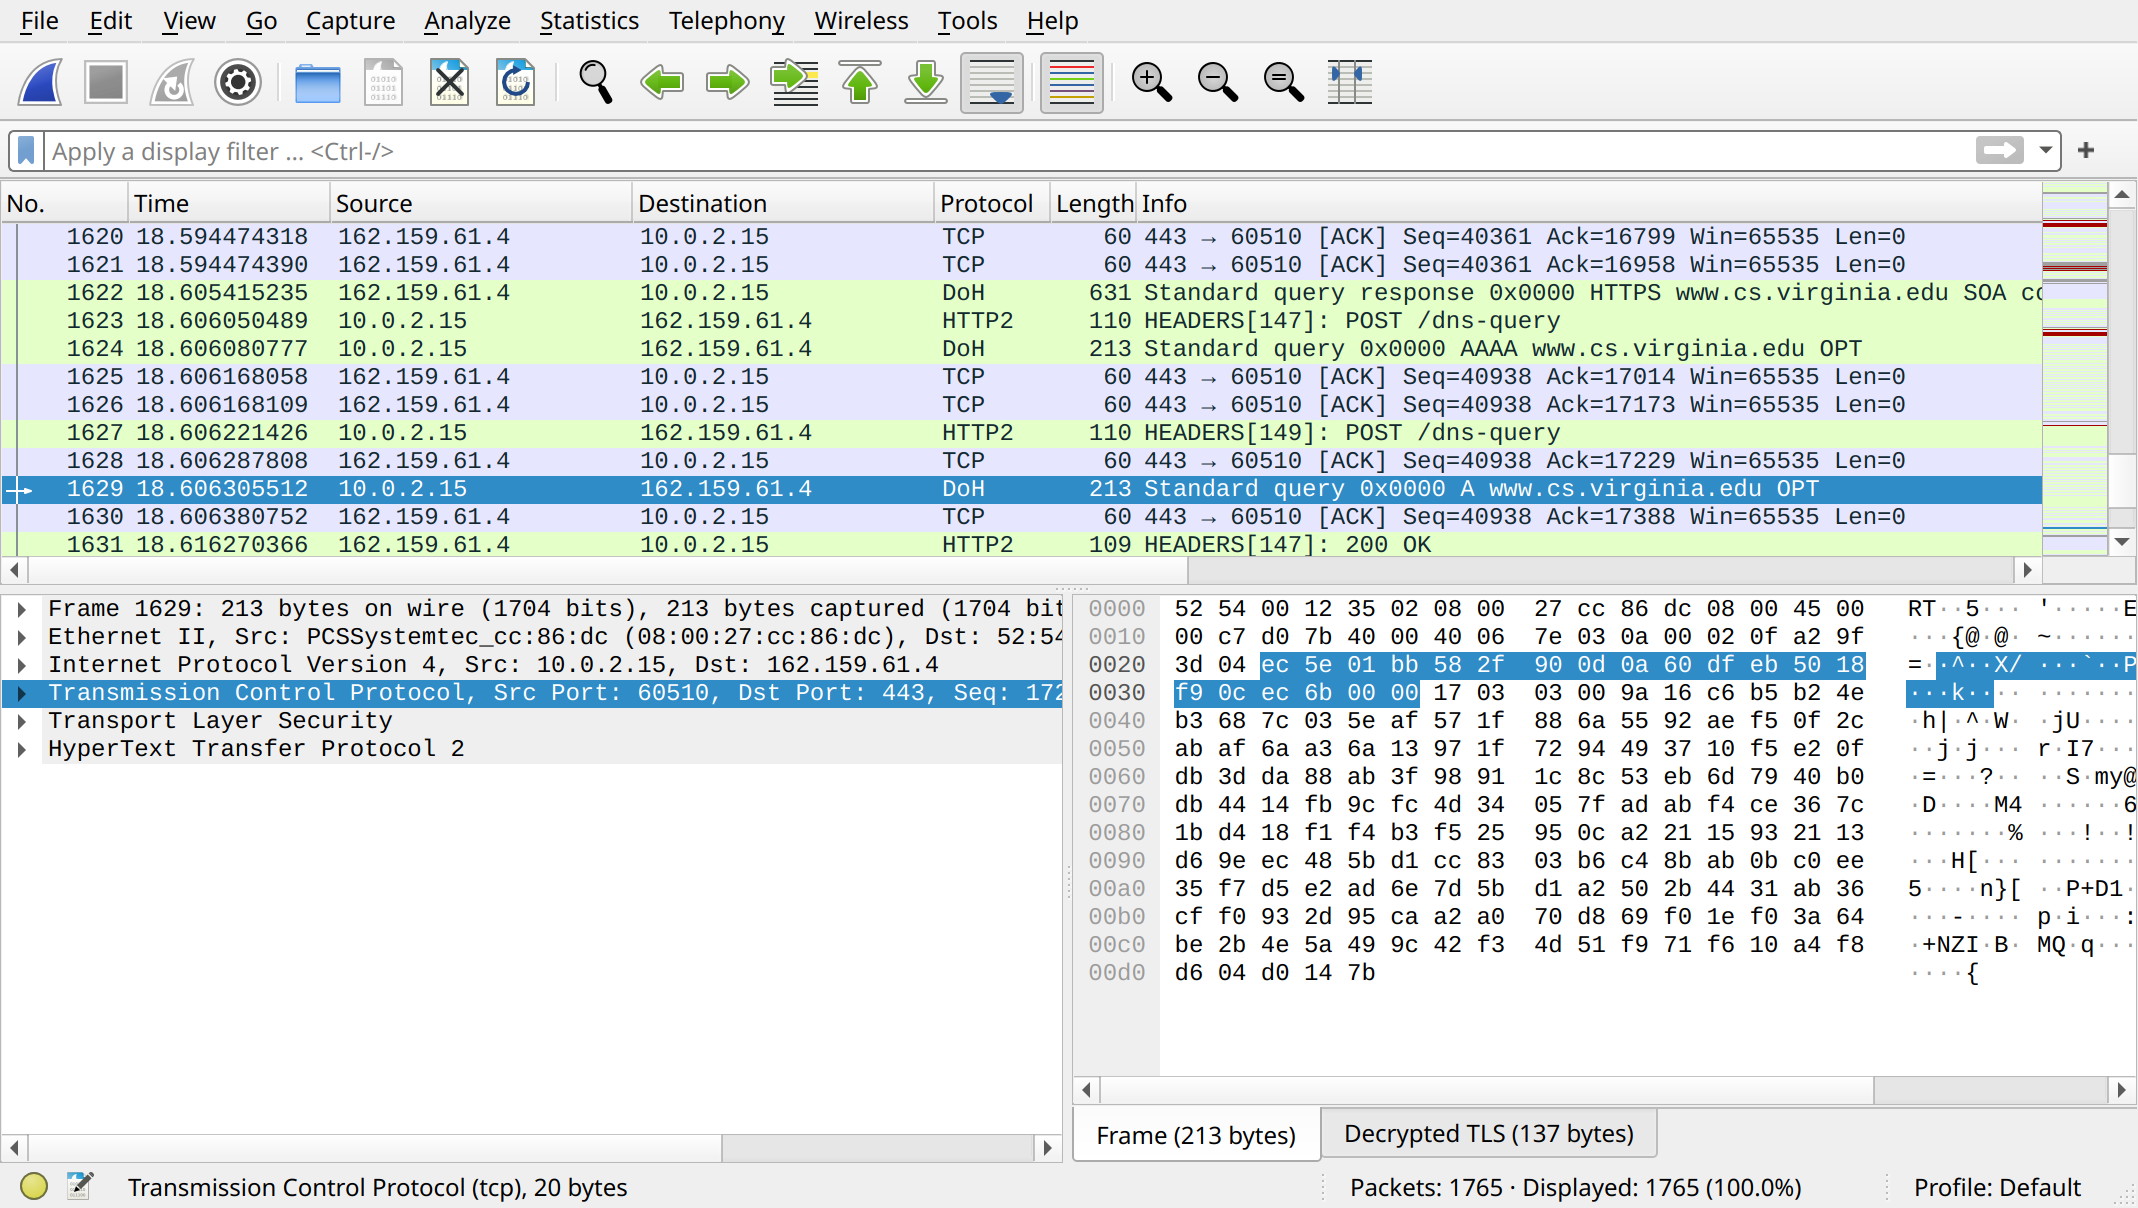 File Edit View Go Capture Analyze Statistics Telephony Wireless Tools Help
Apply a display filter ... <Ctrl-/>
No. Time Source Destination Protocol Length Info
1620 18.594474318 162.159.61.4 10.0.2.15 TCP 60 443 → 60510 [ACK] Seq=40361 Ack=16799 Win=65535 Len=0
1621 18.594474390 162.159.61.4 10.0.2.15 TCP 60 443 → 60510 [ACK] Seq=40361 Ack=16958 Win=65535 Len=0
1622 18.605415235 162.159.61.4 10.0.2.15 DoH 631 Standard query response 0x0000 HTTPS www.cs.virginia.edu SOA co
1623 18.606050489 10.0.2.15 162.159.61.4 HTTP2 110 HEADERS[147]: POST /dns-query
1624 18.606080777 10.0.2.15 162.159.61.4 DoH 213 Standard query 0x0000 AAAA www.cs.virginia.edu OPT
1625 18.606168058 162.159.61.4 10.0.2.15 TCP 60 443 → 60510 [ACK] Seq=40938 Ack=17014 Win=65535 Len=0
1626 18.606168109 162.159.61.4 10.0.2.15 TCP 60 443 → 60510 [ACK] Seq=40938 Ack=17173 Win=65535 Len=0
1627 18.606221426 10.0.2.15 162.159.61.4 HTTP2 110 HEADERS[149]: POST /dns-query
1628 18.606287808 162.159.61.4 10.0.2.15 TCP 60 443 → 60510 [ACK] Seq=40938 Ack=17229 Win=65535 Len=0
1629 18.606305512 10.0.2.15 162.159.61.4 DoH 213 Standard query 0x0000 A www.cs.virginia.edu OPT
1630 18.606380752 162.159.61.4 10.0.2.15 TCP 60 443 → 60510 [ACK] Seq=40938 Ack=17388 Win=65535 Len=0
1631 18.616270366 162.159.61.4 10.0.2.15 HTTP2 109 HEADERS[147]: 200 OK
Frame 1629: 213 bytes on wire (1704 bits), 213 bytes captured (1704 bit
Ethernet II, Src: PCSSystemtec_cc:86:dc (08:00:27:cc:86:dc), Dst: 52:54
Internet Protocol Version 4, Src: 10.0.2.15, Dst: 162.159.61.4
Transmission Control Protocol, Src Port: 60510, Dst Port: 443, Seq: 172
Transport Layer Security
HyperText Transfer Protocol 2
0000 52 54 00 12 35 02 08 00 27 cc 86 dc 08 00 45 00 RT··5··· '·····E
0010 00 c7 d0 7b 40 00 40 06 7e 03 0a 00 02 0f a2 9f ···{@·@· ~······
0020 3d 04 ec 5e 01 bb 58 2f 90 0d 0a 60 df eb 50 18 =··^··X/ ···`··P
0030 f9 0c ec 6b 00 00 17 03 03 00 9a 16 c6 b5 b2 4e ···k···· ·······
0040 b3 68 7c 03 5e af 57 1f 88 6a 55 92 ae f5 0f 2c ·h|·^·W· ·jU····
0050 ab af 6a a3 6a 13 97 1f 72 94 49 37 10 f5 e2 0f ··j·j··· r·I7···
0060 db 3d da 88 ab 3f 98 91 1c 8c 53 eb 6d 79 40 b0 ·=···?·· ··S·my@
0070 db 44 14 fb 9c fc 4d 34 05 7f ad ab f4 ce 36 7c ·D····M4 ······6
0080 1b d4 18 f1 f4 b3 f5 25 95 0c a2 21 15 93 21 13 ·······% ···!··!
0090 d6 9e ec 48 5b d1 cc 83 03 b6 c4 8b ab 0b c0 ee ···H[··· ·······
00a0 35 f7 d5 e2 ad 6e 7d 5b d1 a2 50 2b 44 31 ab 36 5····n}[ ··P+D1·
00b0 cf f0 93 2d 95 ca a2 a0 70 d8 69 f0 1e f0 3a 64 ···-···· p·i···:
00c0 be 2b 4e 5a 49 9c 42 f3 4d 51 f9 71 f6 10 a4 f8 ·+NZI·B· MQ·q···
00d0 d6 04 d0 14 7b ····{
Frame (213 bytes) Decrypted TLS (137 bytes)
Transmission Control Protocol (tcp), 20 bytes Packets: 1765 · Displayed: 1765 (100.0%) Profile: Default